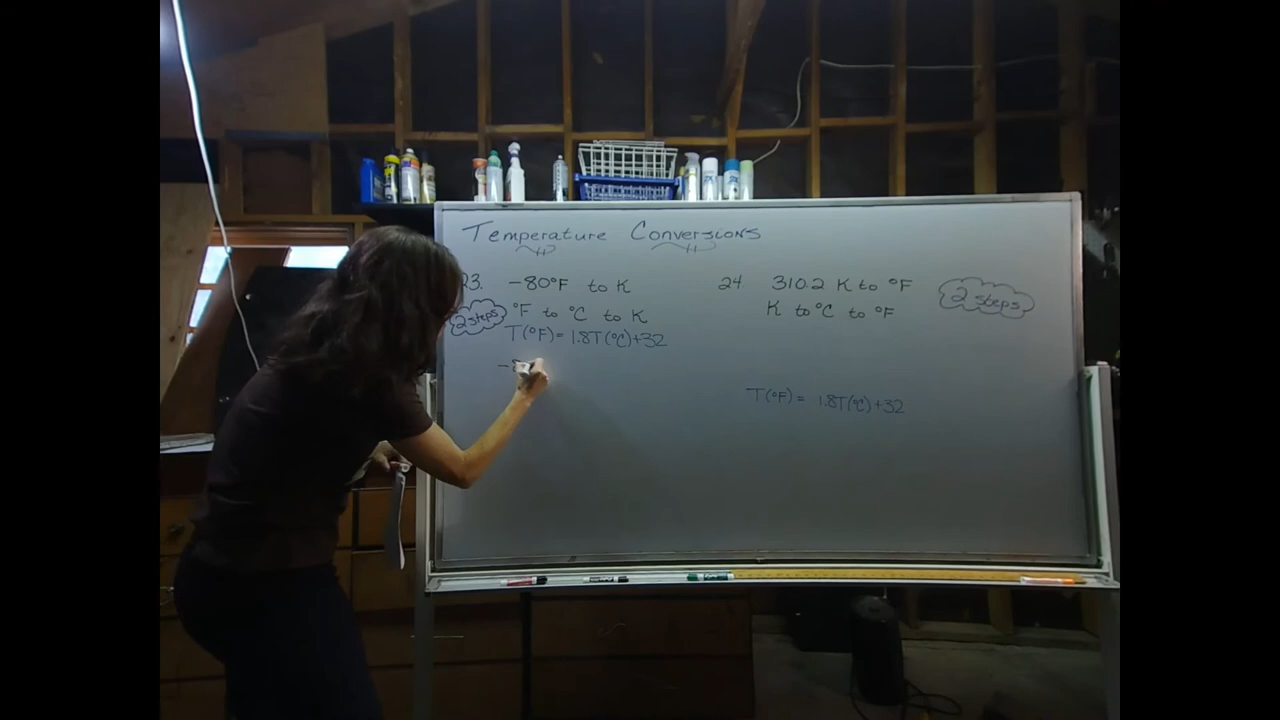 Temperature Conversions
23. -80°F to K
2 steps
°F to °C to K
T(°F)= 1.8T(°C)+32
24. 310.2 K to °F
2 steps
K to °C to °F
T(°F) = 1.8T(°C)+32